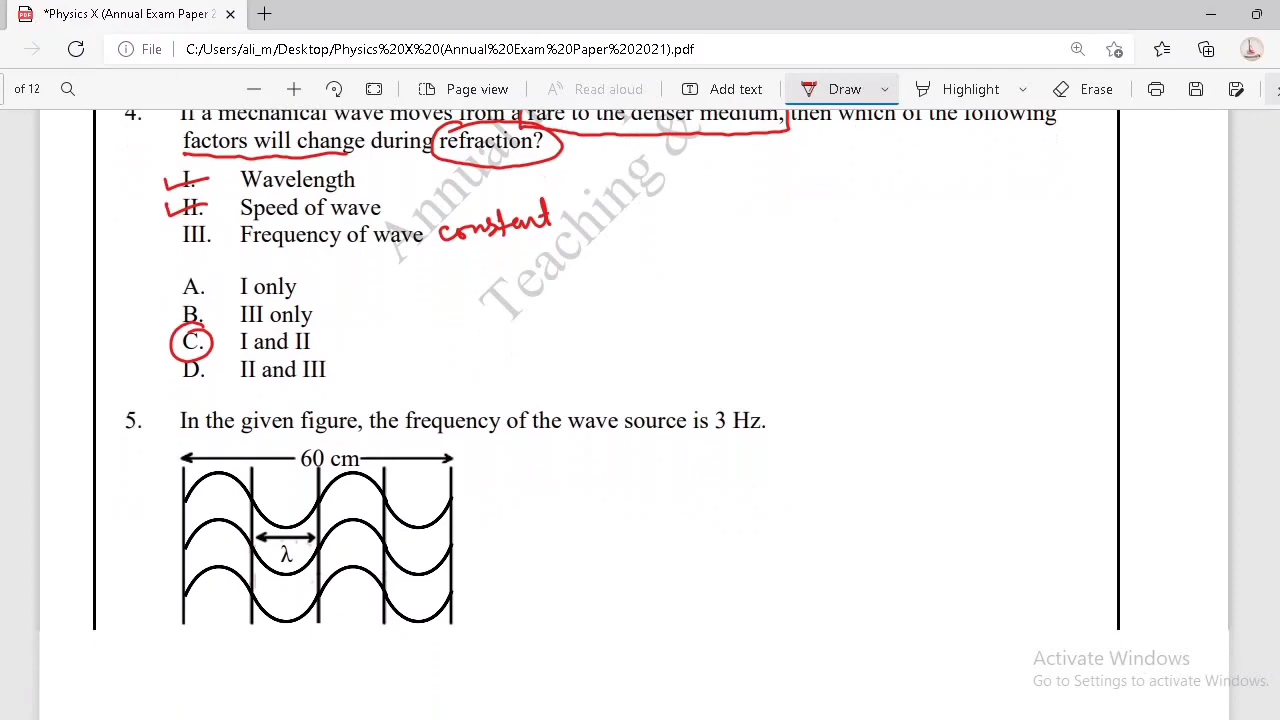 *Physics X (Annual Exam Paper 2
File C:/Users/ali_m/Desktop/Physics%20X%20(Annual%20Exam%20Paper%202021).pdf
of 12 Page view Read aloud Add text Draw Highlight Erase
4. If a mechanical wave moves from a rare to the denser medium, then which of the following
factors will change during refraction?
I. Wavelength
II. Speed of wave
III. Frequency of wave constant
A. I only
B. III only
C. I and II
D. II and III
5. In the given figure, the frequency of the wave source is 3 Hz.
60 cm
λ
Annual
Teaching &
Activate Windows
Go to Settings to activate Windows.